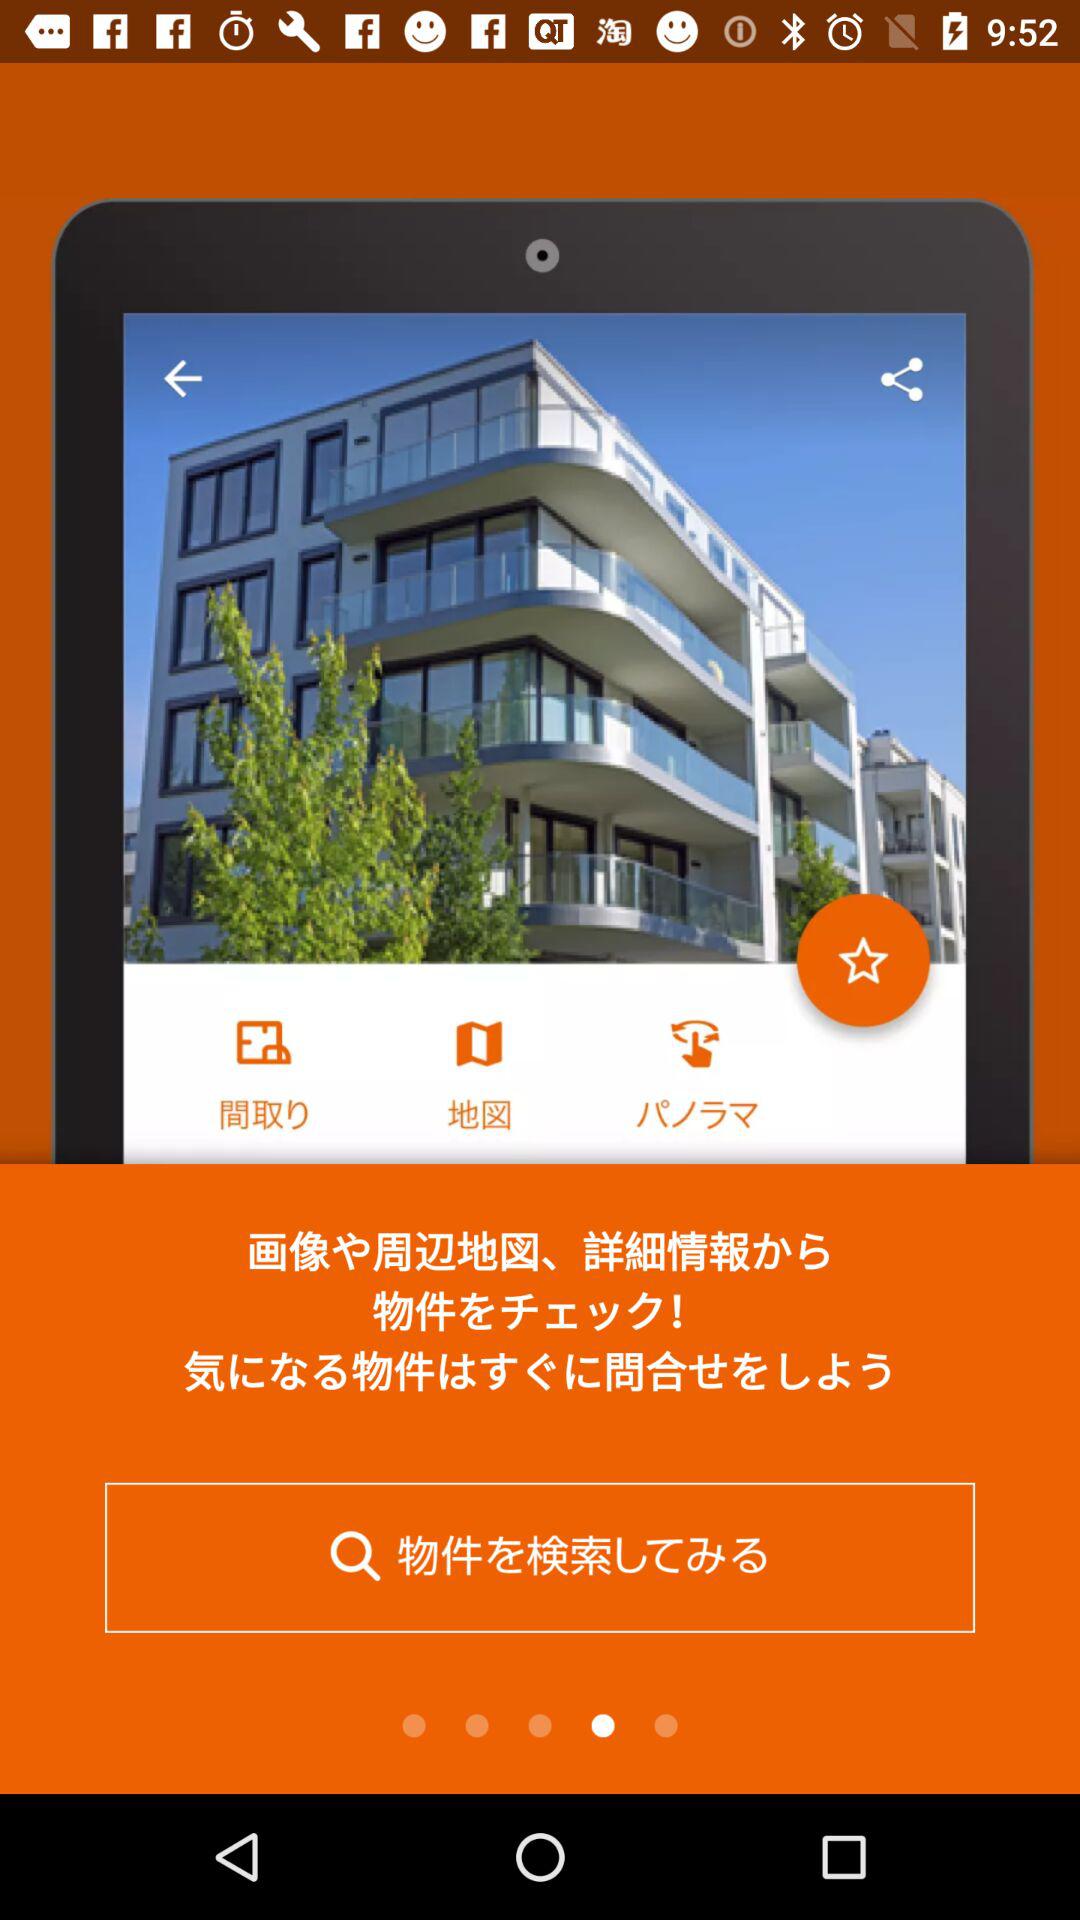 QT 淘 9:52
間取り 地図 パノラマ
画像や周辺地図、詳細情報から
物件をチェック!
気になる物件はすぐに問合せをしよう
物件を検索してみる